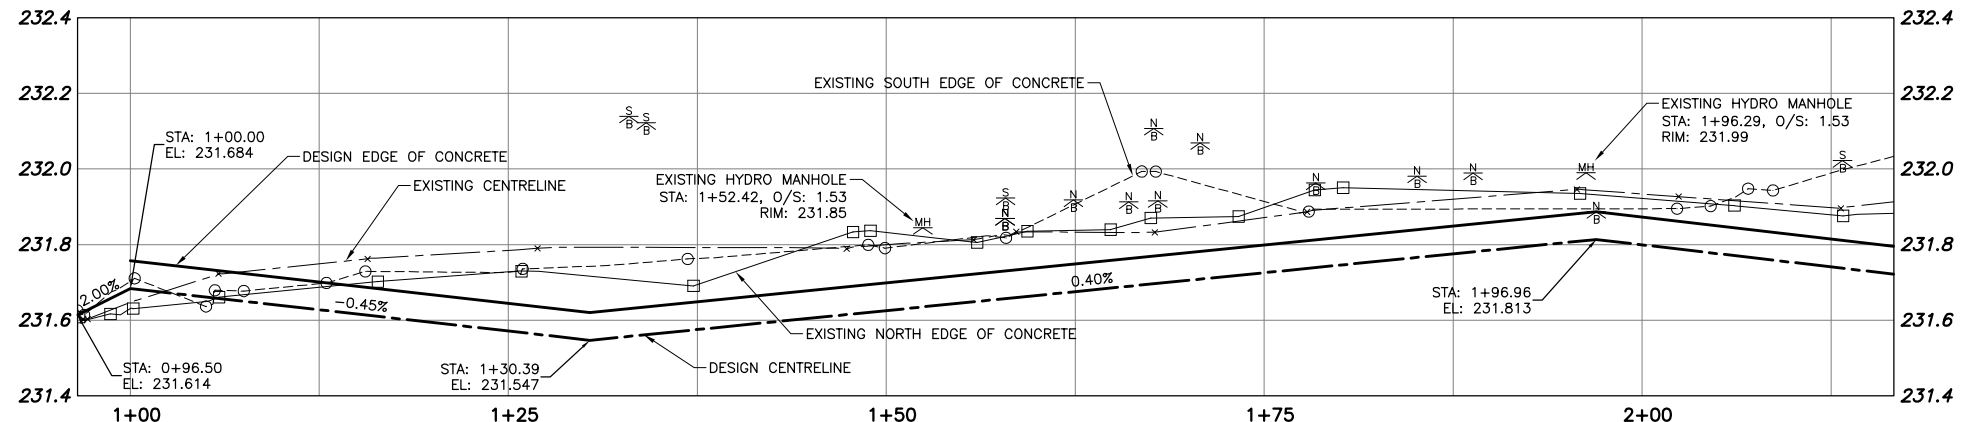 232.4
232.4
232.2
232.2
EXISTING SOUTH EDGE OF CONCRETE
EXISTING HYDRO MANHOLE
STA: 1+96.29, O/S: 1.53
RIM: 231.99
S
B
S
B
N
B
N
B
STA: 1+00.00
EL: 231.684
DESIGN EDGE OF CONCRETE
232.0
232.0
EXISTING CENTRELINE
EXISTING HYDRO MANHOLE
STA: 1+52.42, O/S: 1.53
RIM: 231.85
MH
MH
S
B
N
B
N
B
N
B
N
B
N
B
N
B
N
B
S
B
N
B
231.8
231.8
2.00%
-0.45%
0.40%
STA: 1+96.96
EL: 231.813
231.6
231.6
EXISTING NORTH EDGE OF CONCRETE
STA: 0+96.50
EL: 231.614
STA: 1+30.39
EL: 231.547
DESIGN CENTRELINE
231.4
231.4
1+00
1+25
1+50
1+75
2+00